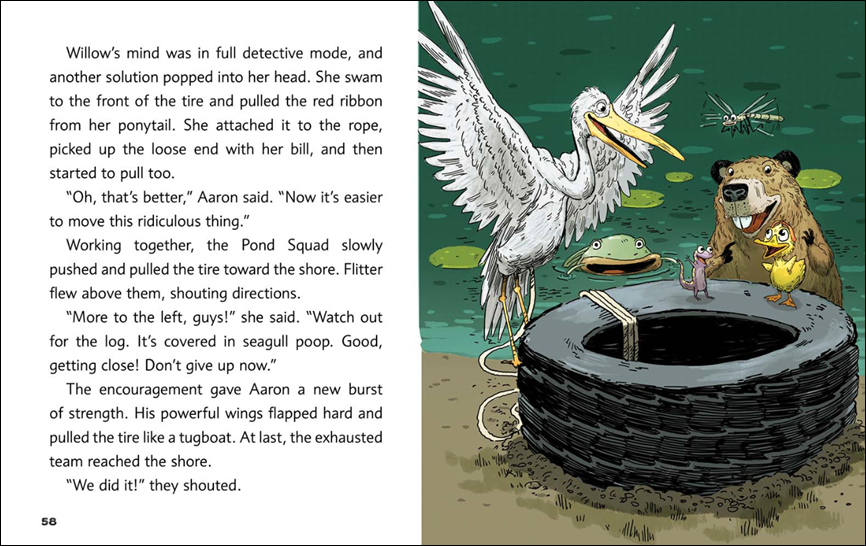 Willow’s mind was in full detective mode, and
another solution popped into her head. She swam
to the front of the tire and pulled the red ribbon
from her ponytail. She attached it to the rope,
picked up the loose end with her bill, and then
started to pull too.
“Oh, that’s better,” Aaron said. “Now it’s easier
to move this ridiculous thing.”
Working together, the Pond Squad slowly
pushed and pulled the tire toward the shore. Flitter
flew above them, shouting directions.
“More to the left, guys!” she said. “Watch out
for the log. It’s covered in seagull poop. Good,
getting close! Don’t give up now.”
The encouragement gave Aaron a new burst
of strength. His powerful wings flapped hard and
pulled the tire like a tugboat. At last, the exhausted
team reached the shore.
“We did it!” they shouted.
58